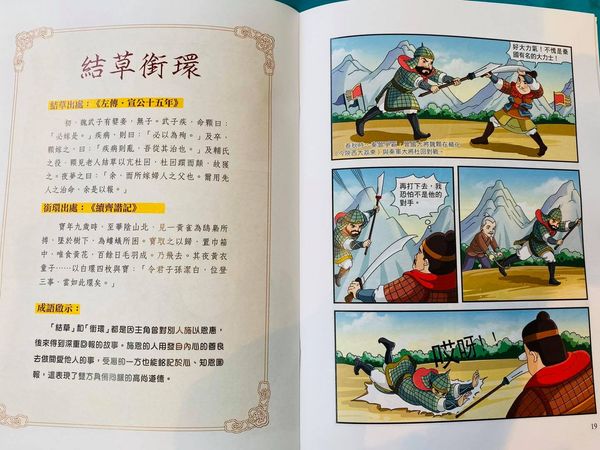 結草銜環
結草出處:《左傳·宣公十五年》
初,魏武子有嬖妾,無子。武子疾,命顆曰:
「必嫁是。」疾病,則曰:「必以為殉。」及卒,
顆嫁之,曰:「疾病則亂,吾從其治也。」及輔氏
之役,顆見老人結草以亢杜回,杜回躓而顛,故獲
之。夜夢之曰:「余,而所嫁婦人之父也。爾用先
人之治命,余是以報。」
銜環出處:《續齊諧記》
寶年九歲時,至華陰山北,見一黃雀為鴟鴞所
搏,墜於樹下,為螻蟻所困。寶取之以歸,置巾箱
中,唯食黃花,百餘日毛羽成,乃飛去。其夜黃衣
童子……以白環四枚與寶:「令君子孫潔白,位登
三事,當如此環矣。」
成語啟示:
「結草」和「銜環」都是因主角曾對別人施以恩惠,
後來得到深重回報的故事。施恩的人用發自內心的善良
去做關愛他人的事,受恩的一方也能銘記於心、知恩圖
報,這表現了雙方具備的高尚道德。
好大力氣!不愧是秦
國有名的大力士!
春秋時,秦晉爭霸,晉國大將魏顆在輔氏
(今陝西大荔東)與秦軍大將杜回對戰。
再打下去,我
恐怕不是他的
對手。
哎呀!!
19